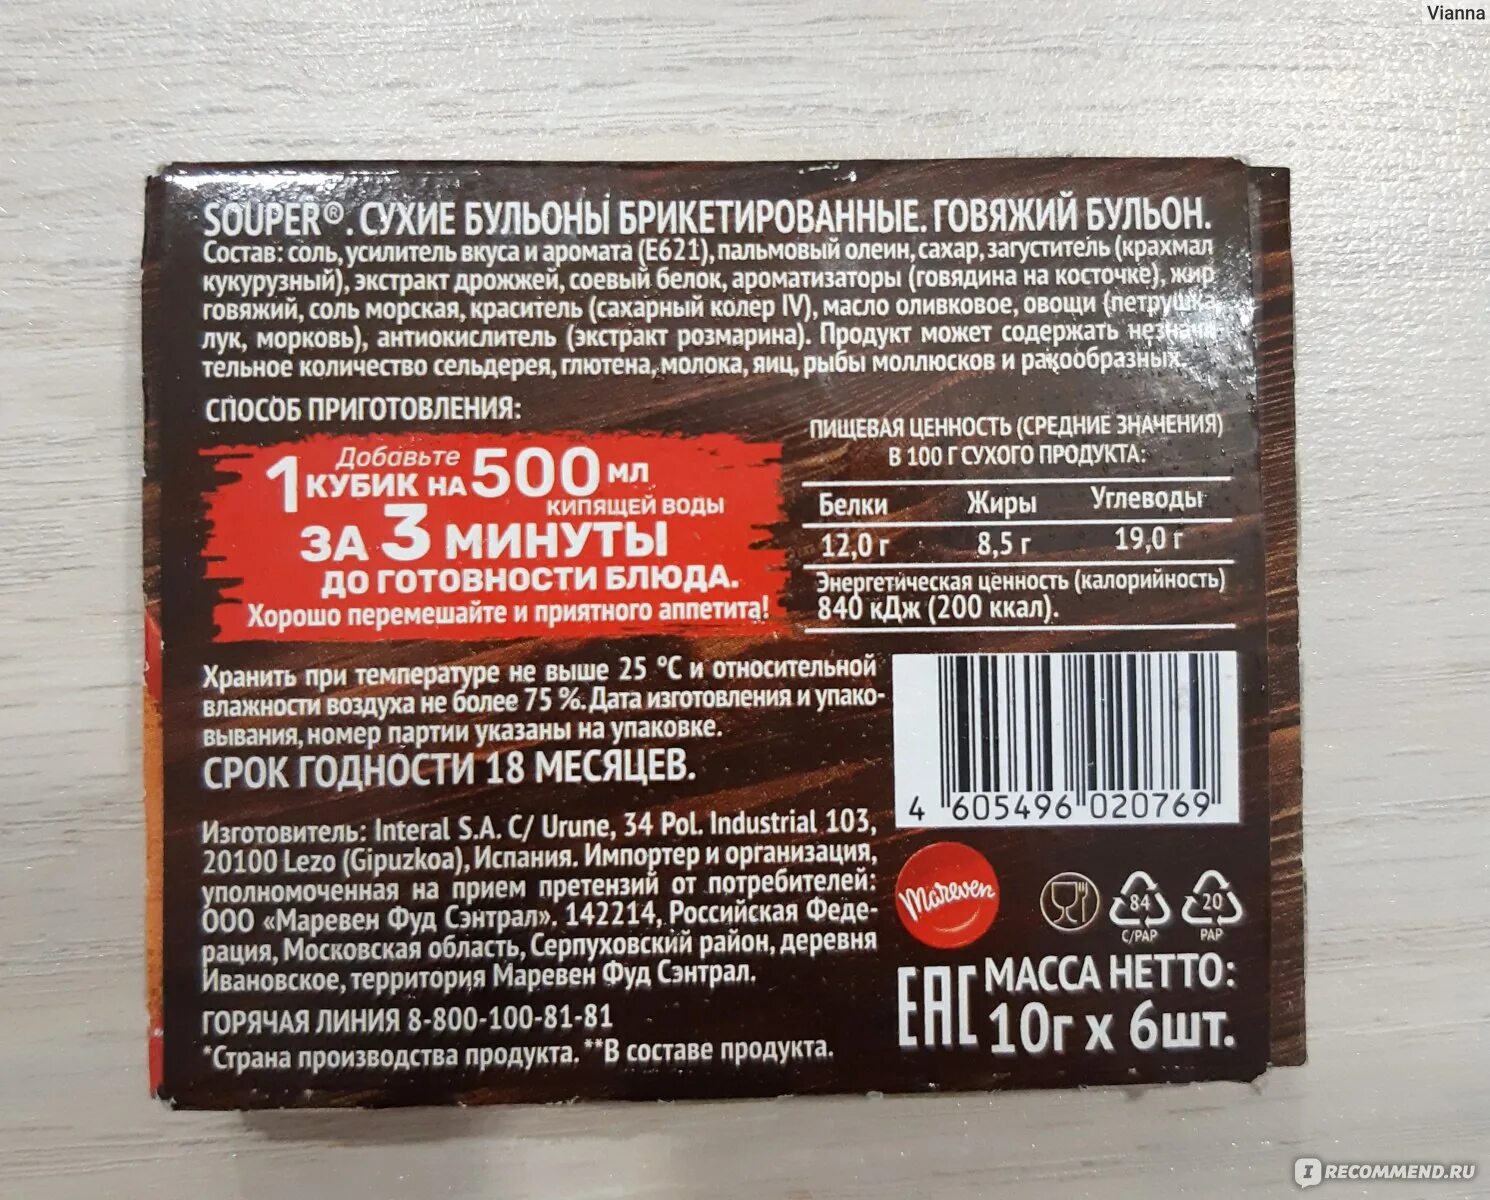 Vianna
SOUPER®. СУХИЕ БУЛЬОНЫ БРИКЕТИРОВАННЫЕ. ГОВЯЖИЙ БУЛЬОН.
Состав: соль, усилитель вкуса и аромата (Е621), пальмовый олеин, сахар, загуститель (крахмал
кукурузный), экстракт дрожжей, соевый белок, ароматизаторы (говядина на косточке), жир
говяжий, соль морская, краситель (сахарный колер IV), масло оливковое, овощи (петрушка,
лук, морковь), антиокислитель (экстракт розмарина). Продукт может содержать незначи-
тельное количество сельдерея, глютена, молока, яиц, рыбы моллюсков и ракообразных.
СПОСОБ ПРИГОТОВЛЕНИЯ:
Добавьте
1 КУБИК НА 500 МЛ
КИПЯЩЕЙ ВОДЫ
ЗА 3 МИНУТЫ
ДО ГОТОВНОСТИ БЛЮДА.
Хорошо перемешайте и приятного аппетита!
ПИЩЕВАЯ ЦЕННОСТЬ (СРЕДНИЕ ЗНАЧЕНИЯ)
В 100 Г СУХОГО ПРОДУКТА:
Белки Жиры Углеводы
12,0 г 8,5 г 19,0 г
Энергетическая ценность (калорийность)
840 кДж (200 ккал).
Хранить при температуре не выше 25 °С и относительной
влажности воздуха не более 75 %. Дата изготовления и упако-
вывания, номер партии указаны на упаковке.
СРОК ГОДНОСТИ 18 МЕСЯЦЕВ.
Изготовитель: Interal S.A. C/ Urune, 34 Pol. Industrial 103,
20100 Lezo (Gipuzkoa), Испания. Импортер и организация,
уполномоченная на прием претензий от потребителей:
ООО «Маревен Фуд Сэнтрал». 142214, Российская Феде-
рация, Московская область, Серпуховский район, деревня
Ивановское, территория Маревен Фуд Сэнтрал.
ГОРЯЧАЯ ЛИНИЯ 8-800-100-81-81
*Страна производства продукта. **В составе продукта.
4 605496 020769
Mareven
84
C/PAP
20
PAP
ЕАС
МАССА НЕТТО:
10г х 6шт.
IRECOMMEND.RU